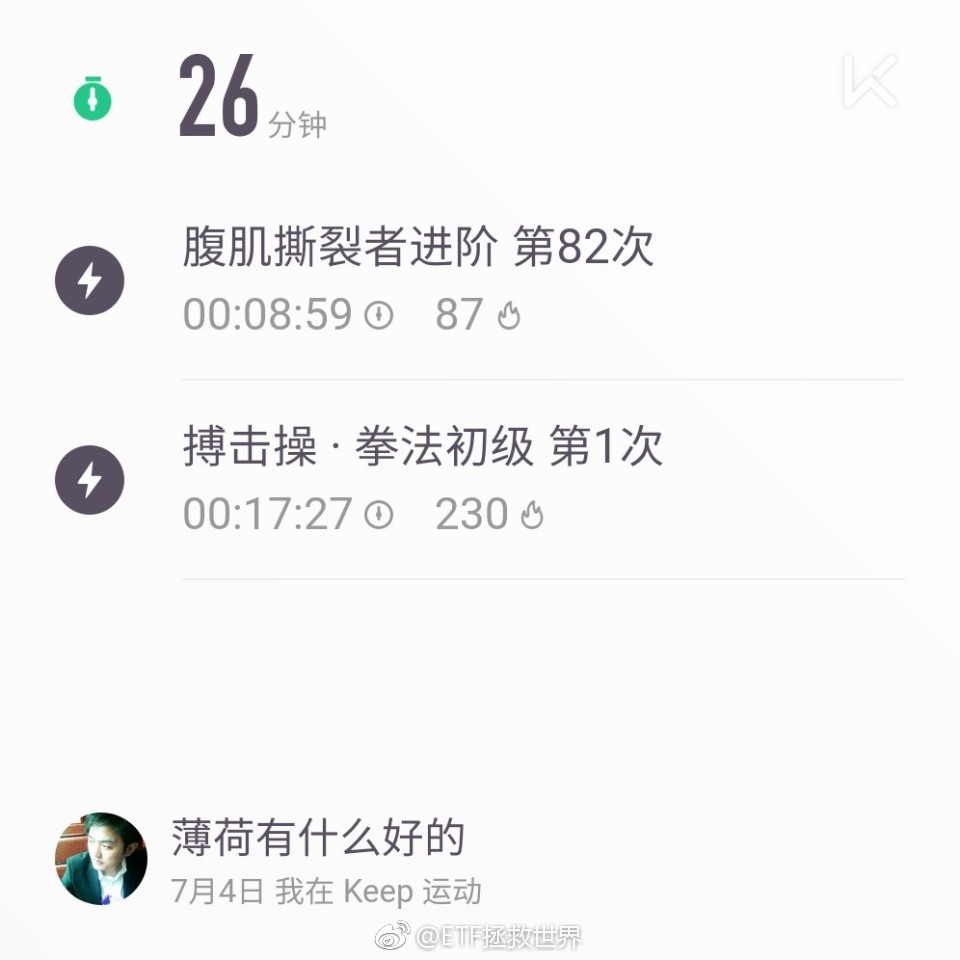 26 分钟
腹肌撕裂者进阶 第82次
00:08:59 87
搏击操 · 拳法初级 第1次
00:17:27 230
薄荷有什么好的
7月4日 我在 Keep 运动
@ETF拯救世界